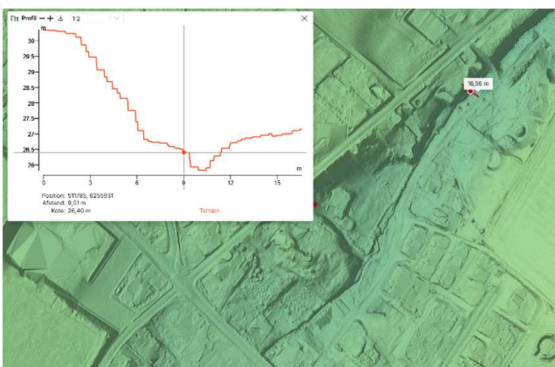 Profil 1:2
m
30
29.5
29
28.5
28
27.5
27
26.5
26
m
0 3 6 9 12 15
Position: 511785, 6255931
Afstand: 9,01 m
Kote: 26,40 m
Terræn
16,56 m